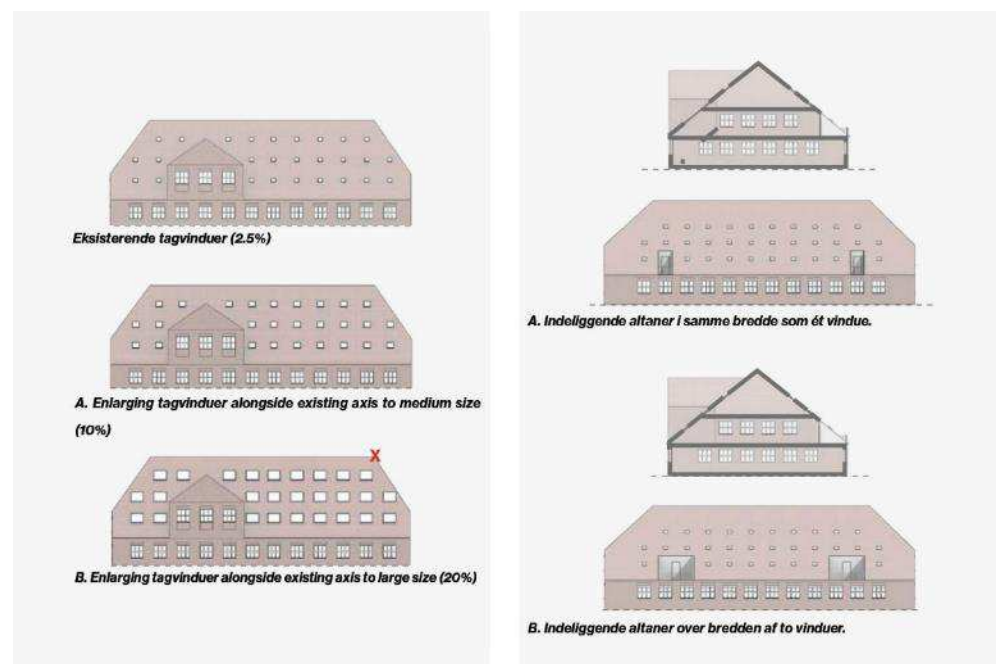 Eksisterende tagvinduer (2.5%)
A. Enlarging tagvinduer alongside existing axis to medium size
(10%)
X
B. Enlarging tagvinduer alongside existing axis to large size (20%)
A. Indeliggende altaner i samme bredde som ét vindue.
B. Indeliggende altaner over bredden af to vinduer.